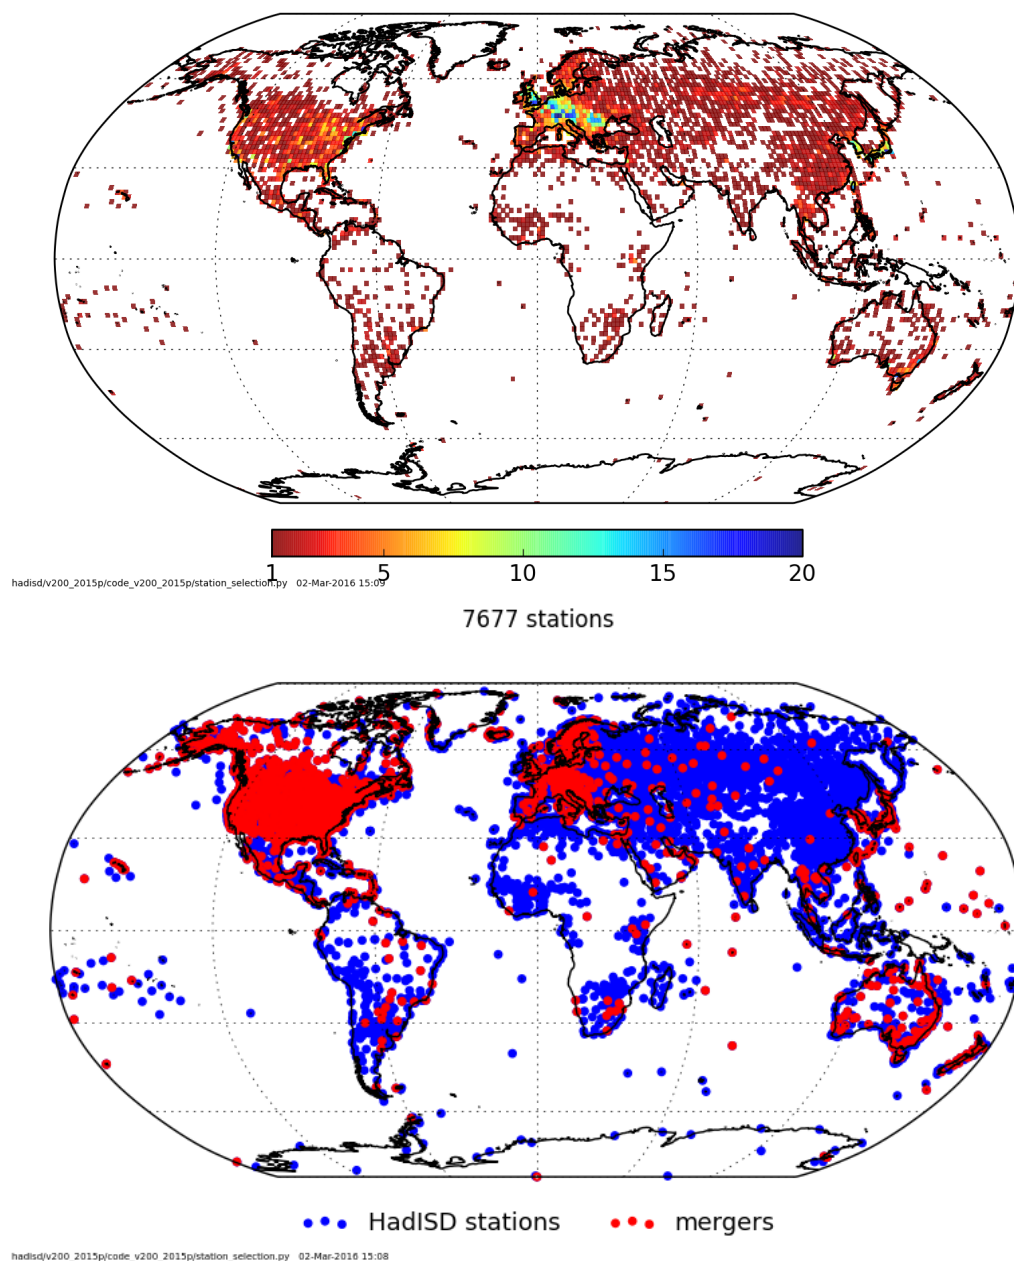 1 5 10 15 20
hadisd/v200_2015p/code_v200_2015p/station_selection.py 02-Mar-2016 15:09
7677 stations
HadISD stations mergers
hadisd/v200_2015p/code_v200_2015p/station_selection.py 02-Mar-2016 15:08